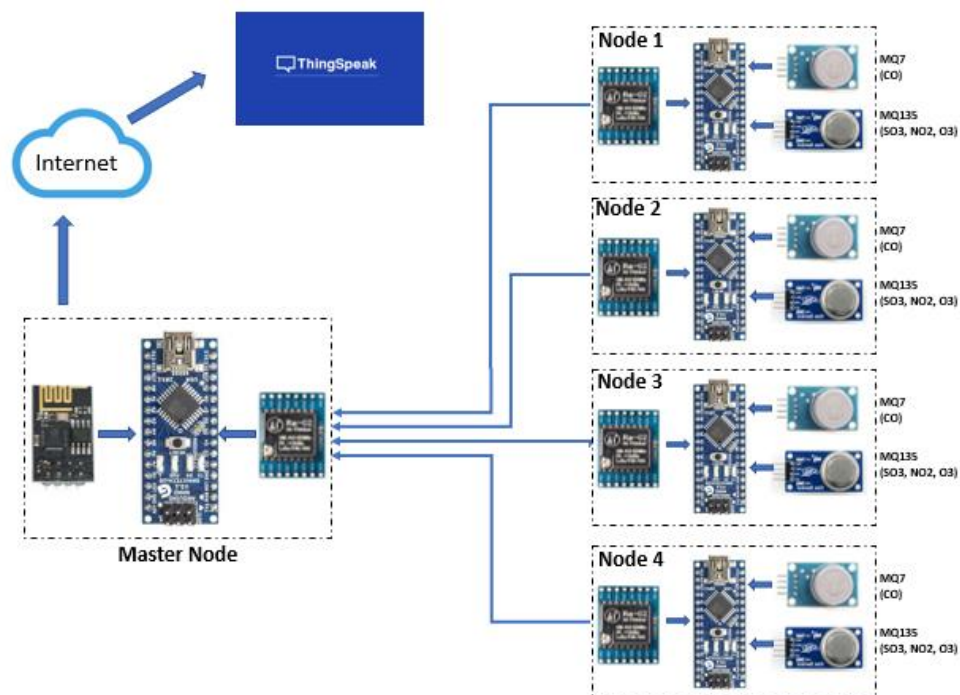 ThingSpeak
Internet
Master Node
Node 1
MQ7
(CO)
MQ135
(SO3, NO2, O3)
Node 2
MQ7
(CO)
MQ135
(SO3, NO2, O3)
Node 3
MQ7
(CO)
MQ135
(SO3, NO2, O3)
Node 4
MQ7
(CO)
MQ135
(SO3, NO2, O3)